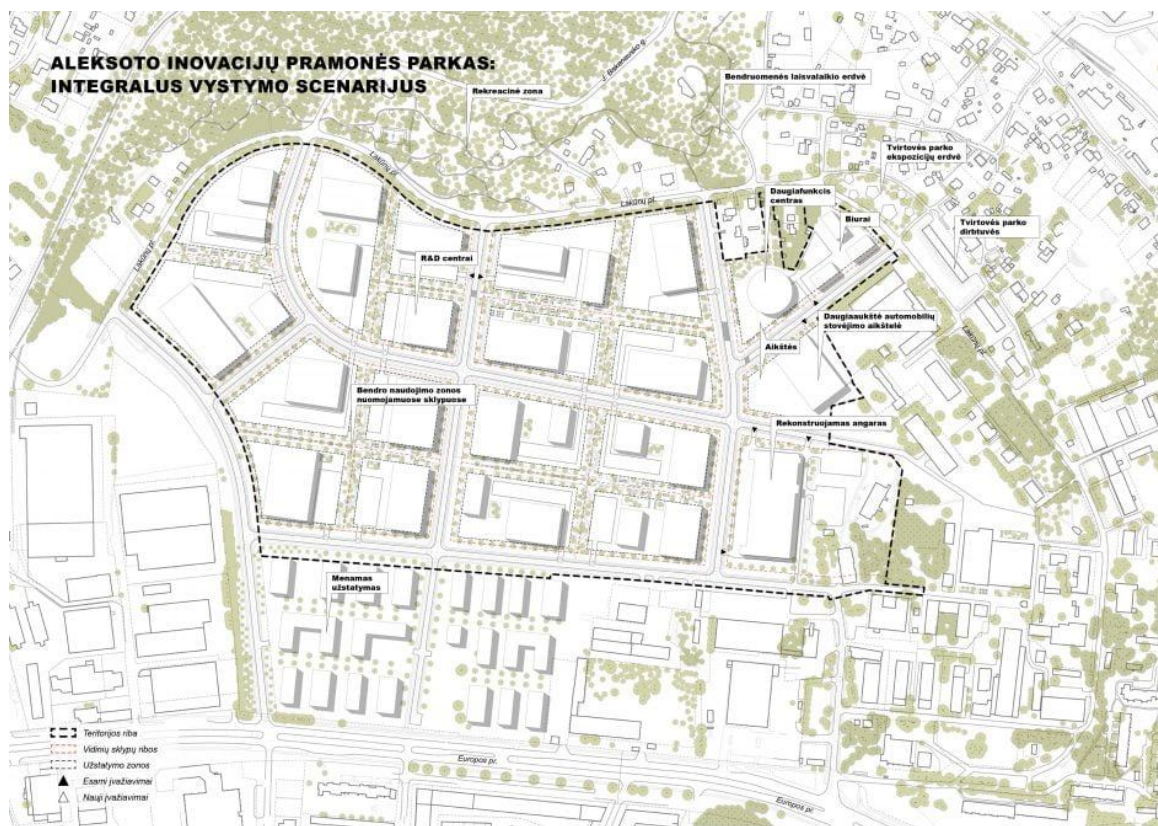 ALEKSOTO INOVACIJŲ PRAMONĖS PARKAS:
INTEGRALUS VYSTYMO SCENARIJUS
Rekreacinė zona
Bendruomenės laisvalaikio erdvė
Tvirtovės parko
ekspozicijų erdvė
Lakūnų pl.
Lakūnų pl.
Daugiafunkcis
centras
Biurai
Tvirtovės parko
dirbtuvės
Lakūnų pl.
R&D centrai
Daugiaaukštė automobilių
stovėjimo aikštelė
Lakūnų pl.
Aikštės
Bendro naudojimo zonos
nuomojamuose sklypuose
Rekonstruojamas angaras
Menamas
užstatymas
Teritorijos riba
Vidinių sklypų ribos
Užstatymo zonos
Esami įvažiavimai
Nauji įvažiavimai
Europos pr.
Europos pr.